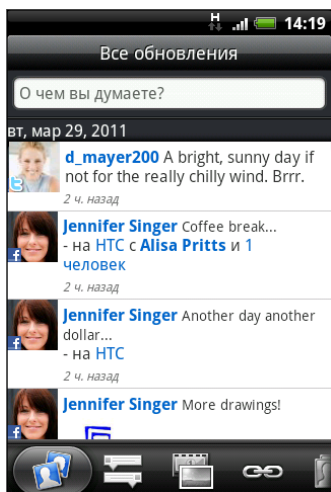 H 14:19
Все обновления
О чем вы думаете?
вт, мар 29, 2011
d_mayer200 A bright, sunny day if
not for the really chilly wind. Brrr.
2 ч. назад
Jennifer Singer Coffee break...
- на HTC с Alisa Pritts и 1
человек
2 ч. назад
Jennifer Singer Another day another
dollar...
- на HTC
2 ч. назад
Jennifer Singer More drawings!